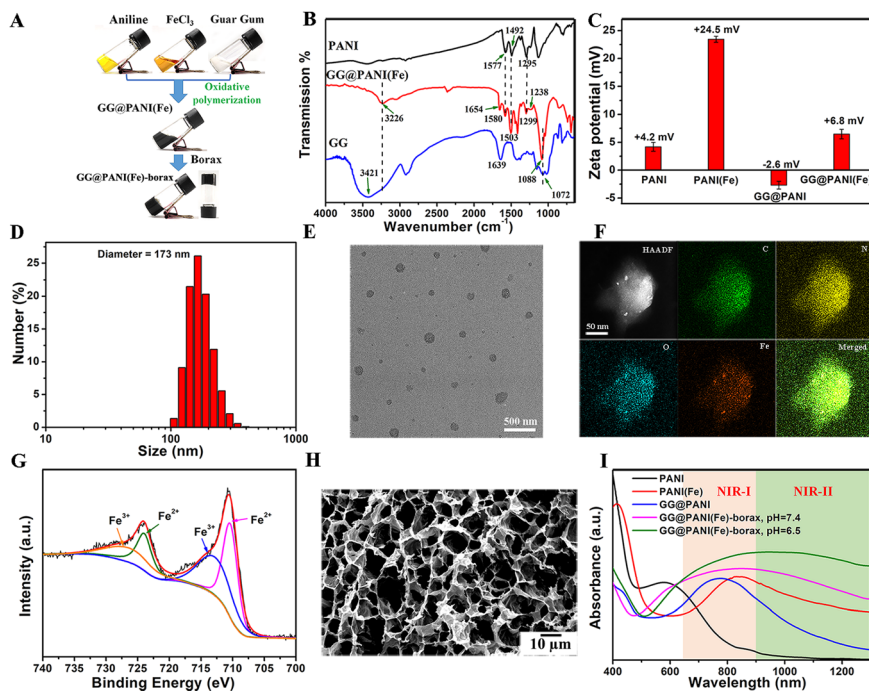 A
Aniline FeCl3 Guar Gum
Oxidative
polymerization
GG@PANI(Fe)
Borax
GG@PANI(Fe)-borax
B
Transmission %
PANI
1492
1577
1295
GG@PANI(Fe)
1238
1654
3226
1580
1503
1299
GG
3421
1639
1088
1072
4000 3500 3000 2500 2000 1500 1000
Wavenumber (cm-1)
C
Zeta potential (mV)
25
20
15
10
5
0
-5
+24.5 mV
+4.2 mV
+6.8 mV
-2.6 mV
PANI
PANI(Fe)
GG@PANI
GG@PANI(Fe)
D
Diameter = 173 nm
Number (%)
25
20
15
10
5
0
10 100 1000
Size (nm)
E
500 nm
F
HAADF
C
N
50 nm
O
Fe
Merged
G
Intensity (a.u.)
Fe3+
Fe2+
Fe3+
Fe2+
740 735 730 725 720 715 710 705 700
Binding Energy (eV)
H
10 μm
I
Absorbance (a.u.)
PANI
PANI(Fe)
GG@PANI
GG@PANI(Fe)-borax, pH=7.4
GG@PANI(Fe)-borax, pH=6.5
NIR-I
NIR-II
400 600 800 1000 1200
Wavelength (nm)